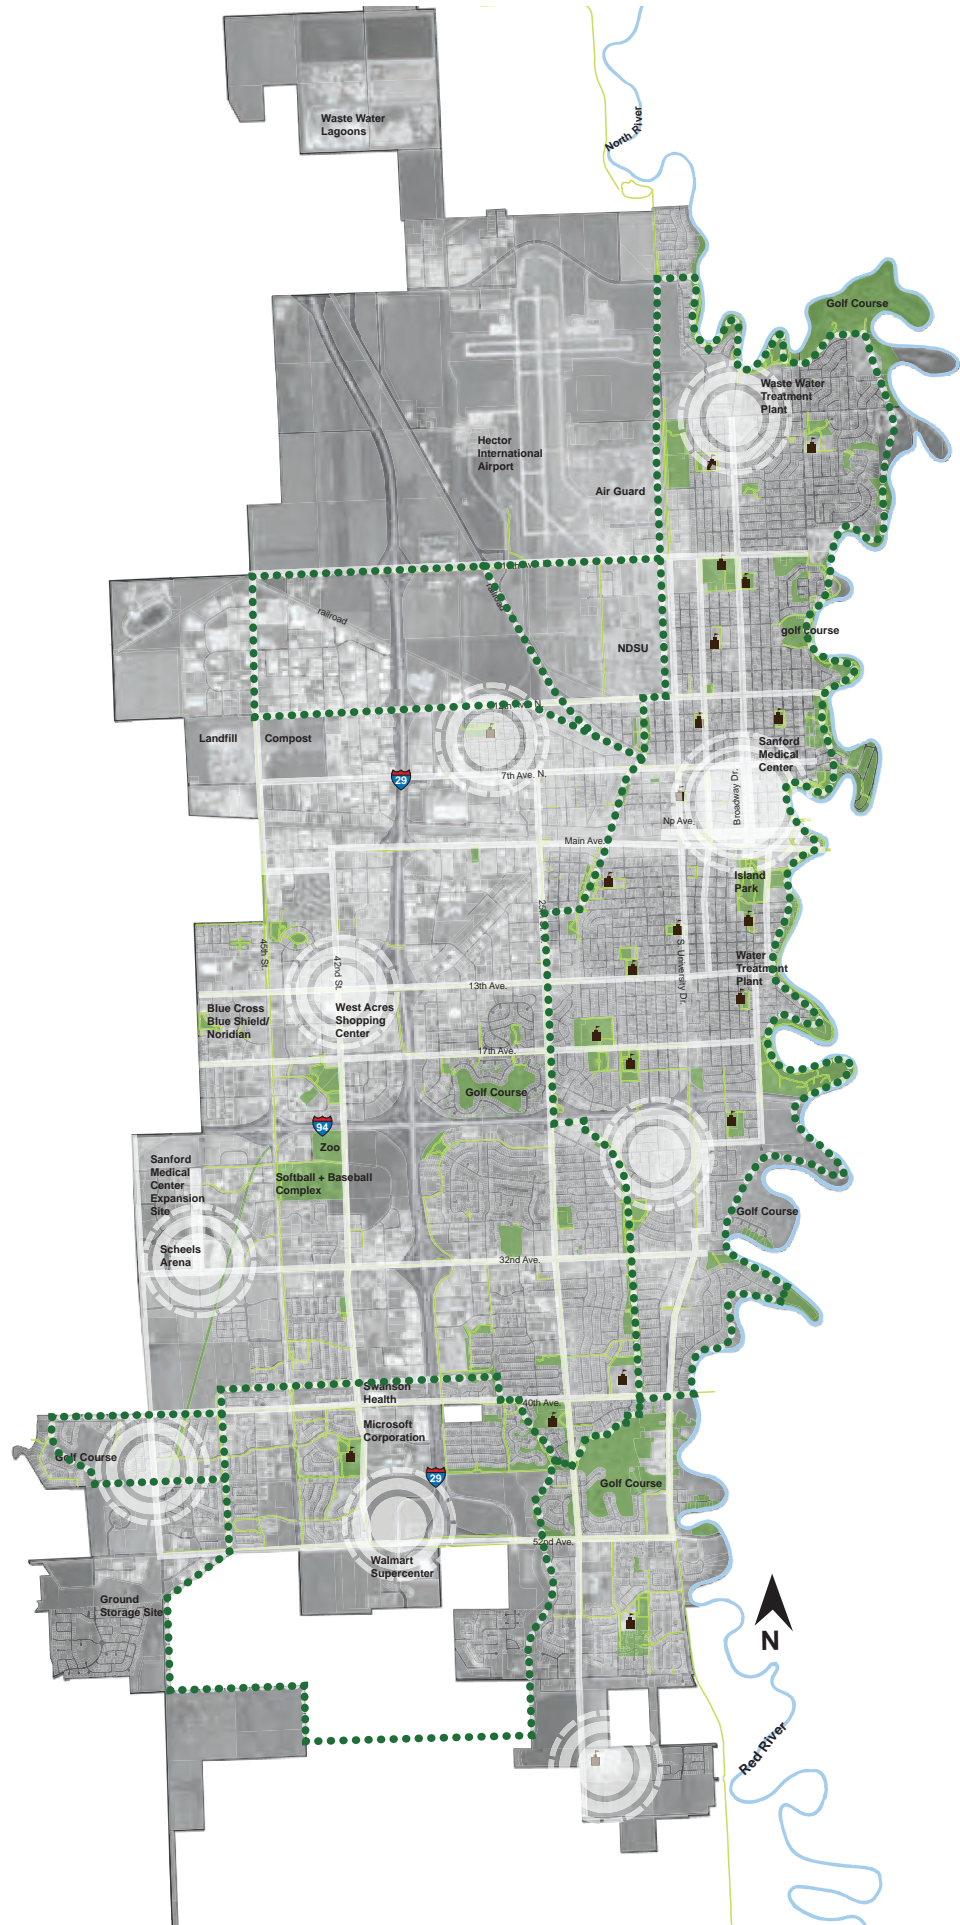 North River
Waste Water
Lagoons
Golf Course
Waste Water
Treatment
Plant
Hector
International
Airport
Air Guard
railroad
railroad
golf course
NDSU
12th Ave. N.
Landfill
Compost
Sanford
Medical
Center
29
7th Ave. N.
Broadway Dr.
Np Ave.
Main Ave.
Island
Park
45th St.
42nd St.
S. University Dr.
Water
Treatment
Plant
13th Ave.
Blue Cross
Blue Shield/
Noridian
West Acres
Shopping
Center
17th Ave.
Golf Course
94
Zoo
Sanford
Medical
Center
Expansion
Site
Softball + Baseball
Complex
Golf Course
Scheels
Arena
32nd Ave.
Swanson
Health
40th Ave.
Microsoft
Corporation
Golf Course
29
Golf Course
52nd Ave.
Walmart
Supercenter
Ground
Storage Site
N
Red River